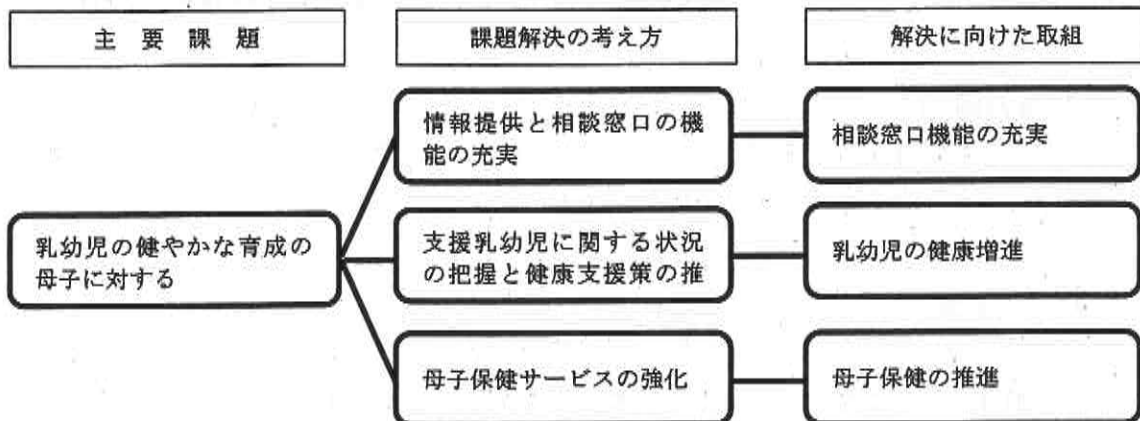 主要課題
課題解決の考え方
解決に向けた取組
情報提供と相談窓口の機
能の充実
相談窓口機能の充実
乳幼児の健やかな育成の
母子に対する
支援乳幼児に関する状況
の把握と健康支援策の推
乳幼児の健康増進
母子保健サービスの強化
母子保健の推進